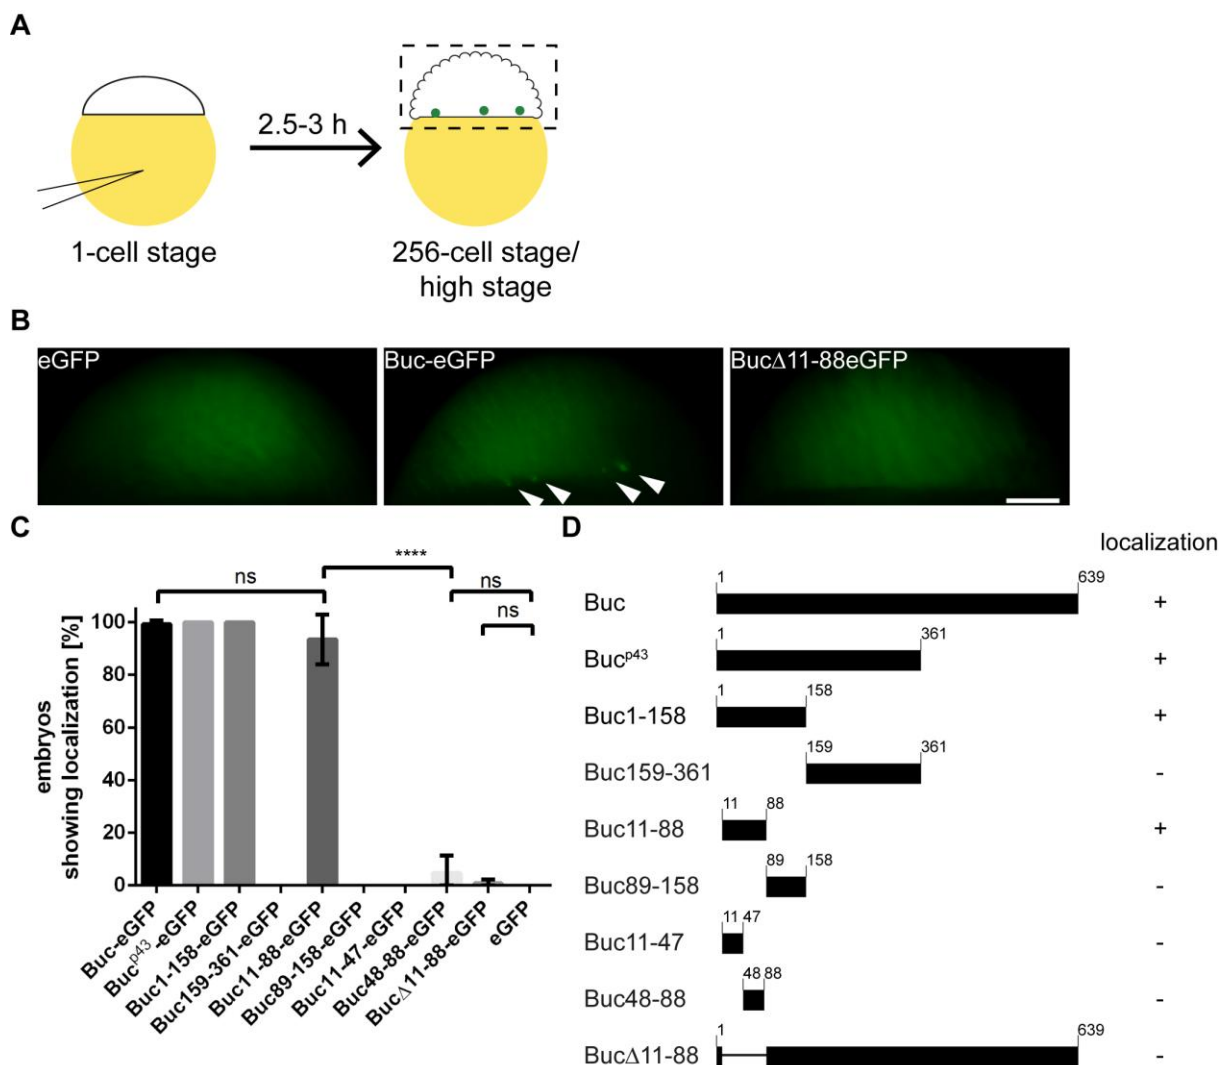 A
2.5-3 h
1-cell stage
256-cell stage/
high stage
B
eGFP
Buc-eGFP
BucΔ11-88eGFP
C
embryos
showing localization [%]
100
80
60
40
20
0
ns
****
ns
ns
Buc-eGFP
Bucp43-eGFP
Buc1-158-eGFP
Buc159-361-eGFP
Buc11-88-eGFP
Buc89-158-eGFP
Buc11-47-eGFP
Buc48-88-eGFP
BucΔ11-88-eGFP
eGFP
D
localization
1 639
Buc +
1 361
Bucp43 +
1 158
Buc1-158 +
159 361
Buc159-361 -
11 88
Buc11-88 +
89 158
Buc89-158 -
11 47
Buc11-47 -
48 88
Buc48-88 -
1 639
BucΔ11-88 -